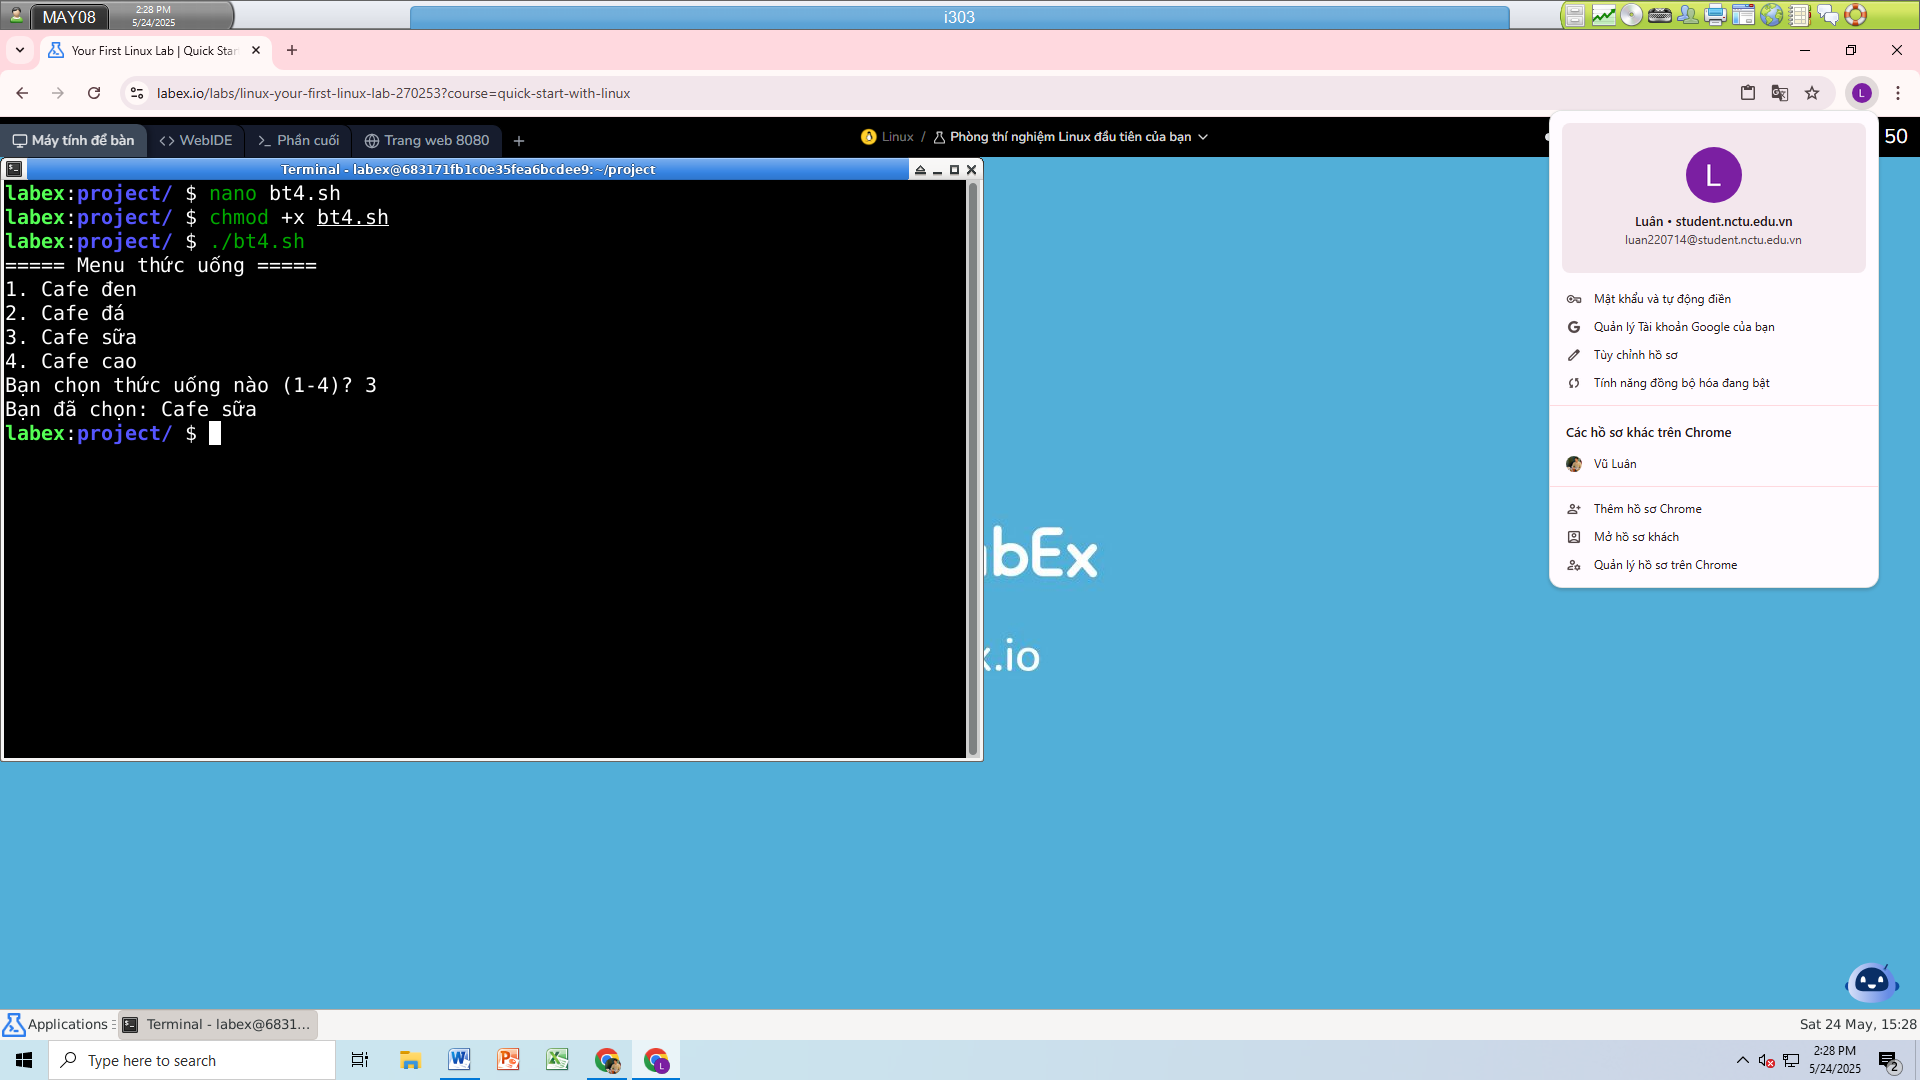 MAY08
2:28 PM
5/24/2025
i303
Your First Linux Lab | Quick Star
labex.io/labs/linux-your-first-linux-lab-270253?course=quick-start-with-linux
L
Máy tính để bàn
WebIDE
Phần cuối
Trang web 8080
Linux / Phòng thí nghiệm Linux đầu tiên của bạn
50
Terminal - labex@683171fb1c0e35fea6bcdee9:~/project
labex:project/ $ nano bt4.sh
labex:project/ $ chmod +x bt4.sh
labex:project/ $ ./bt4.sh
===== Menu thức uống =====
1. Cafe đen
2. Cafe đá
3. Cafe sữa
4. Cafe cao
Bạn chọn thức uống nào (1-4)? 3
Bạn đã chọn: Cafe sữa
labex:project/ $
L
Luân • student.nctu.edu.vn
luan220714@student.nctu.edu.vn
Mật khẩu và tự động điền
Quản lý Tài khoản Google của bạn
Tùy chỉnh hồ sơ
Tính năng đồng bộ hóa đang bật
Các hồ sơ khác trên Chrome
Vũ Luân
Thêm hồ sơ Chrome
Mở hồ sơ khách
Quản lý hồ sơ trên Chrome
abEx
x.io
Applications
Terminal - labex@6831...
Sat 24 May, 15:28
Type here to search
2:28 PM
5/24/2025
2